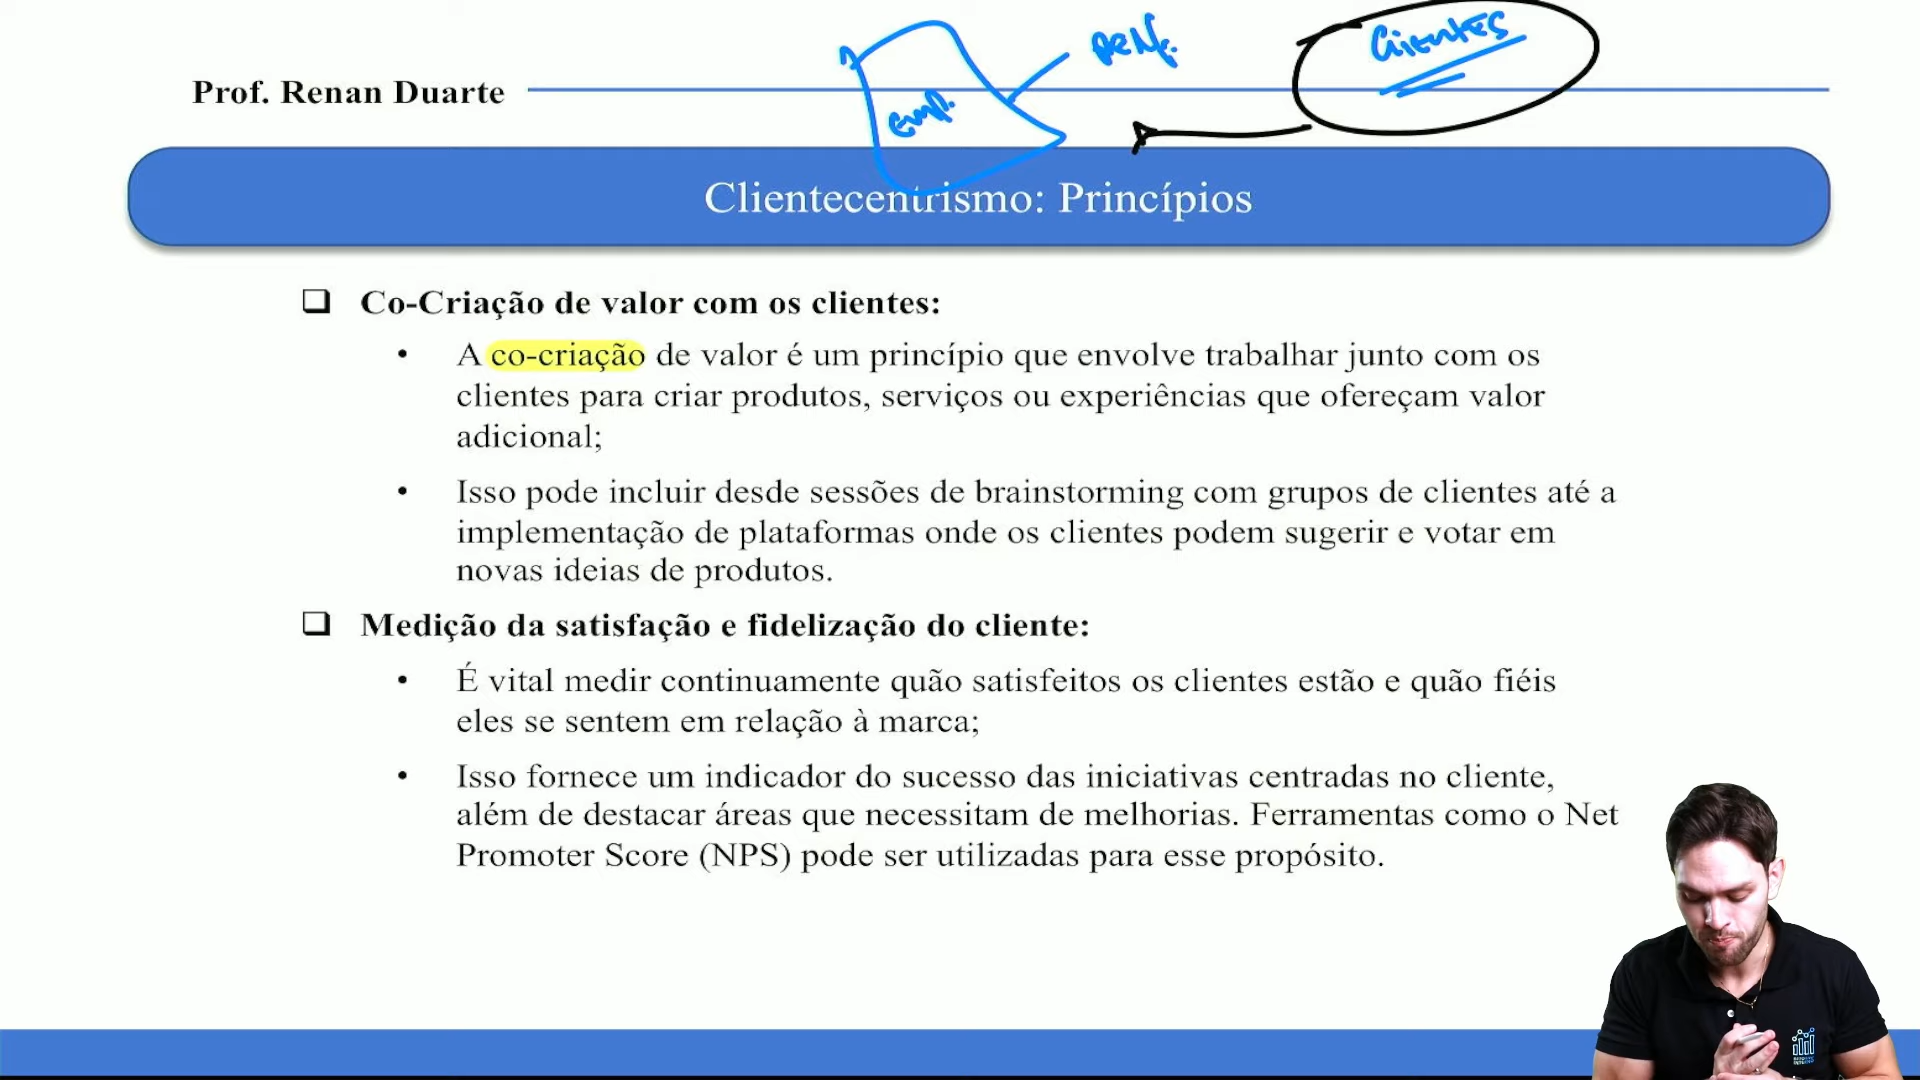 Clientes
emp.
Prof. Renan Duarte
Clientecentrismo: Princípios
❑ Co-Criação de valor com os clientes:
• A co-criação de valor é um princípio que envolve trabalhar junto com os
clientes para criar produtos, serviços ou experiências que ofereçam valor
adicional;
• Isso pode incluir desde sessões de brainstorming com grupos de clientes até a
implementação de plataformas onde os clientes podem sugerir e votar em
novas ideias de produtos.
❑ Medição da satisfação e fidelização do cliente:
• É vital medir continuamente quão satisfeitos os clientes estão e quão fiéis
eles se sentem em relação à marca;
• Isso fornece um indicador do sucesso das iniciativas centradas no cliente,
além de destacar áreas que necessitam de melhorias. Ferramentas como o Net
Promoter Score (NPS) pode ser utilizadas para esse propósito.